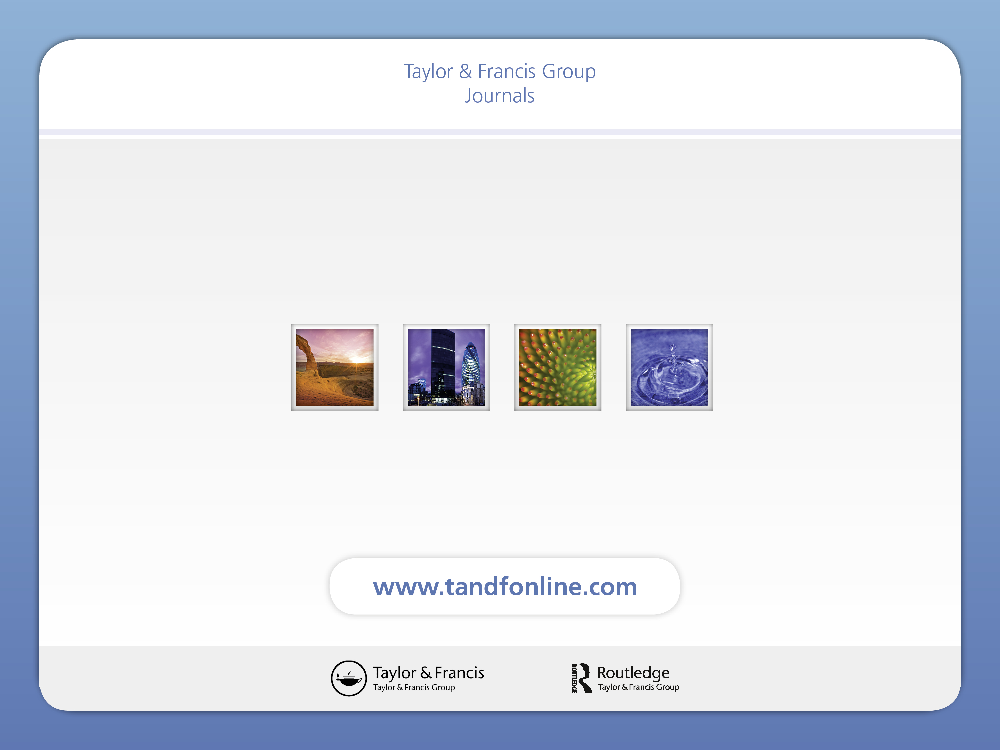 Taylor & Francis Group
Journals
www.tandfonline.com
Taylor & Francis
Taylor & Francis Group
ROUTLEDGE
Routledge
Taylor & Francis Group